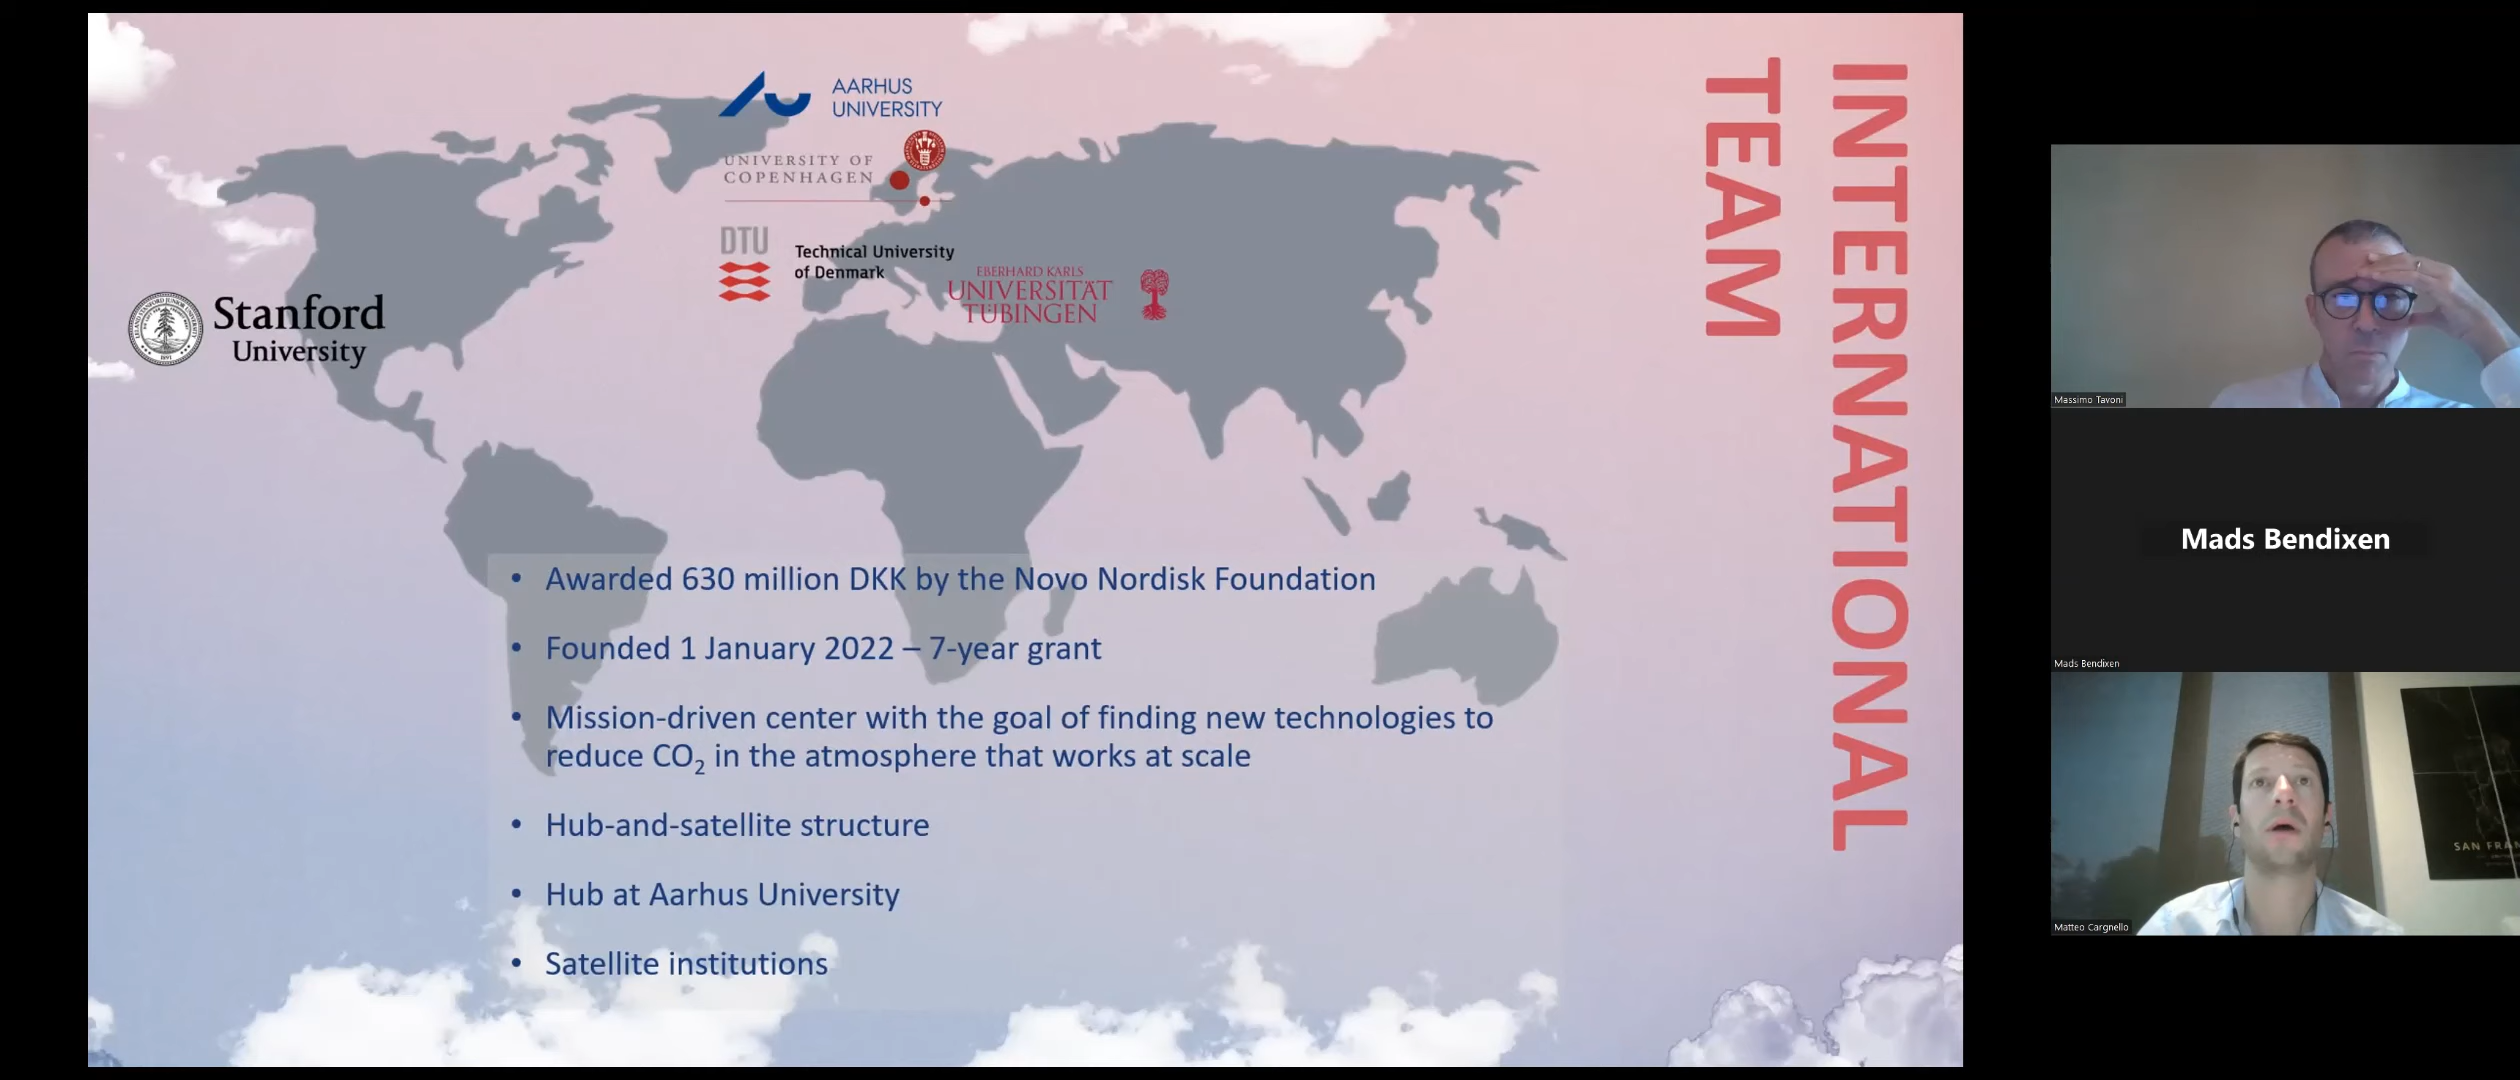 INTERNATIONAL
TEAM
AARHUS
UNIVERSITY
UNIVERSITY OF
COPENHAGEN
DTU
Technical University
of Denmark
EBERHARD KARLS
UNIVERSITÄT
TÜBINGEN
Stanford
University
• Awarded 630 million DKK by the Novo Nordisk Foundation
• Founded 1 January 2022 – 7-year grant
• Mission-driven center with the goal of finding new technologies to
reduce CO₂ in the atmosphere that works at scale
• Hub-and-satellite structure
• Hub at Aarhus University
• Satellite institutions
Massimo Tavoni
Mads Bendixen
Mads Bendixen
SAN FRAN
Matteo Cargnello